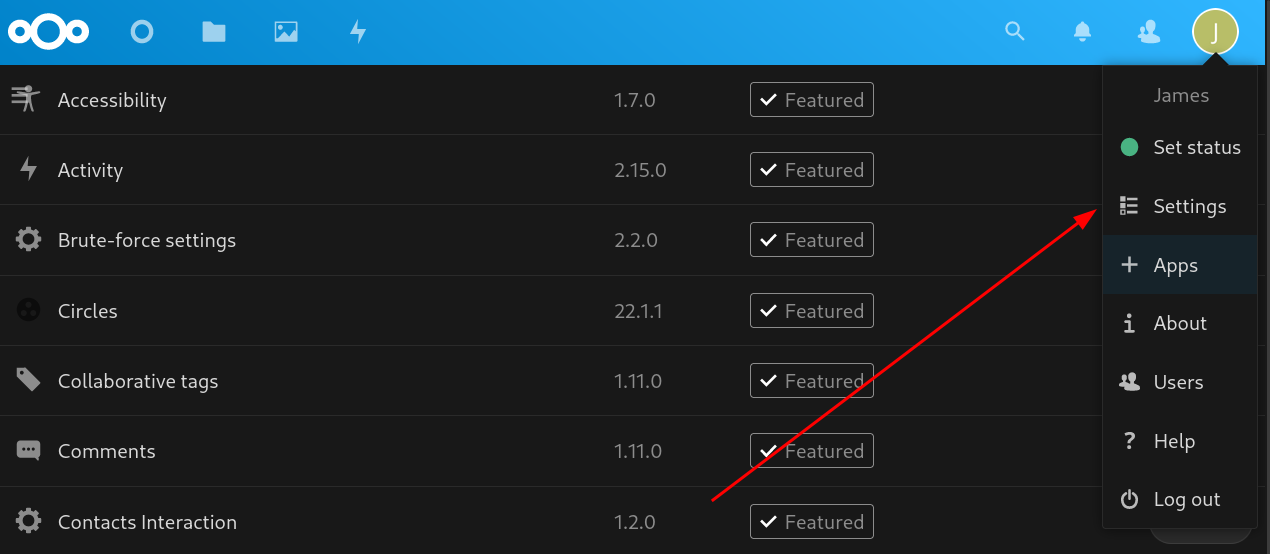 J
James
Accessibility 1.7.0 Featured
Set status
Activity 2.15.0 Featured
Settings
Brute-force settings 2.2.0 Featured
Apps
Circles 22.1.1 Featured
About
Collaborative tags 1.11.0 Featured
Users
Comments 1.11.0 Featured
Help
Contacts Interaction 1.2.0 Featured
Log out